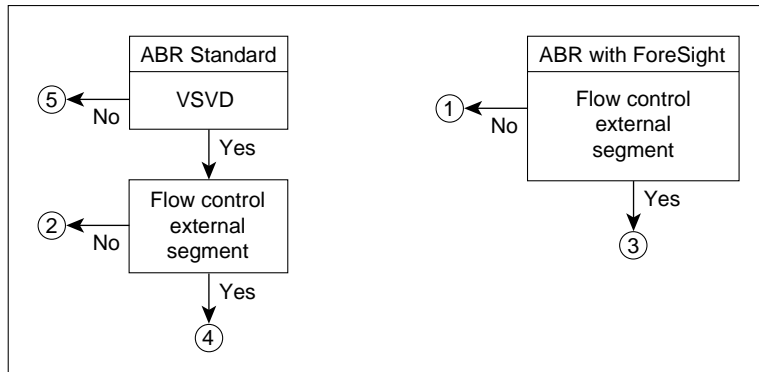 ABR Standard
VSVD
5
No
Yes
Flow control
external
segment
2
No
Yes
4
ABR with ForeSight
Flow control
external
segment
1
No
Yes
3